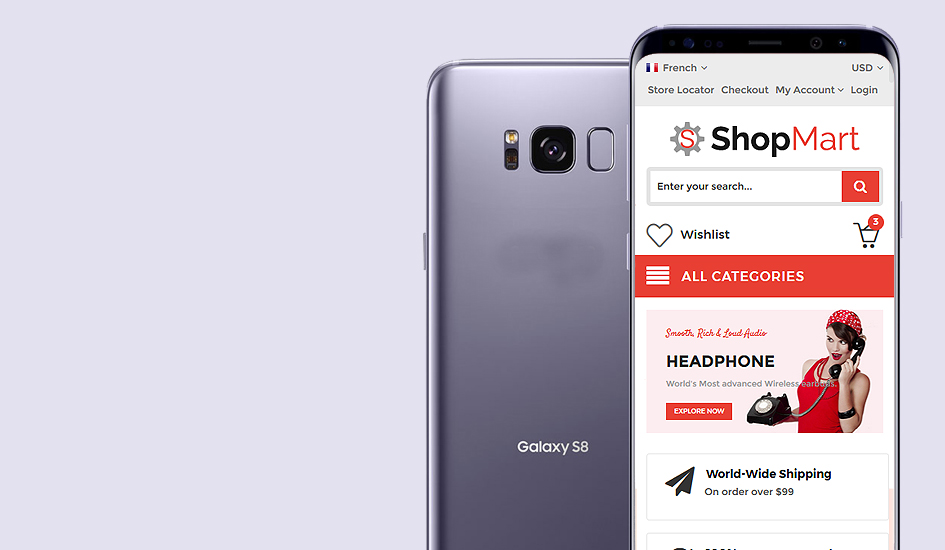 French
USD
Store Locator Checkout My Account Login
S ShopMart
Enter your search...
Wishlist
3
ALL CATEGORIES
Smooth, Rich & Loud Audio
HEADPHONE
World's Most advanced Wireless earbuds.
EXPLORE NOW
World-Wide Shipping
On order over $99
Galaxy S8